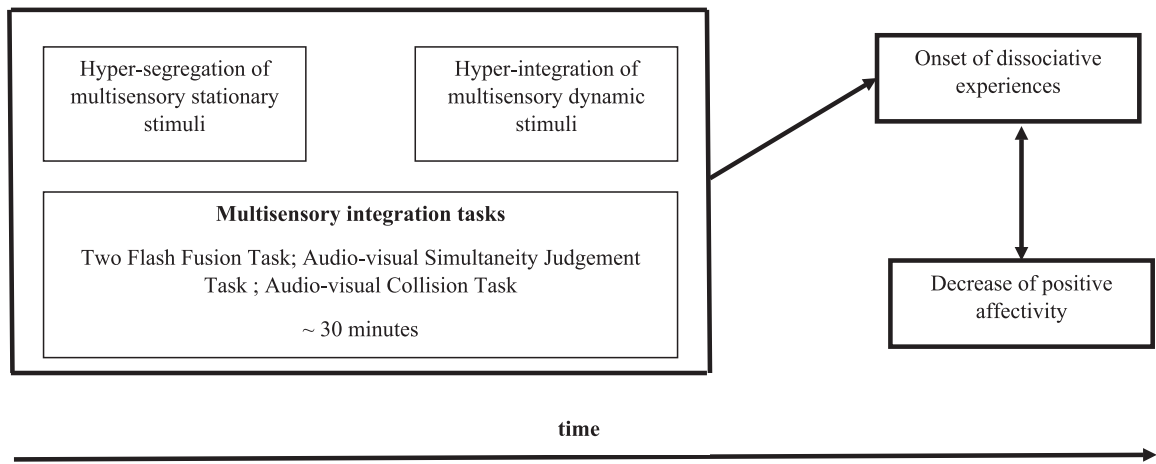 Hyper-segregation of
multisensory stationary
stimuli
Hyper-integration of
multisensory dynamic
stimuli
Onset of dissociative
experiences
Multisensory integration tasks
Two Flash Fusion Task; Audio-visual Simultaneity Judgement
Task ; Audio-visual Collision Task
~ 30 minutes
Decrease of positive
affectivity
time